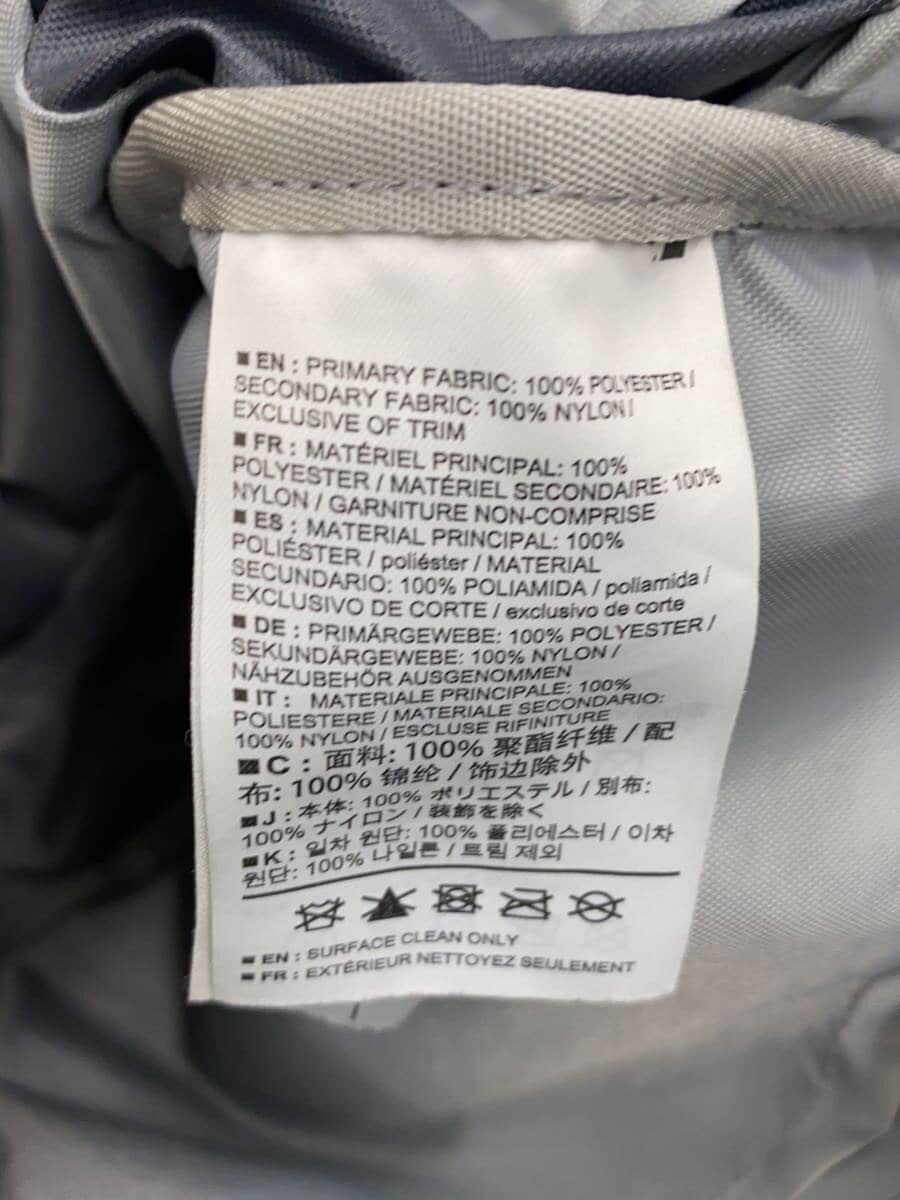 ■ EN : PRIMARY FABRIC: 100% POLYESTER /
SECONDARY FABRIC: 100% NYLON /
EXCLUSIVE OF TRIM
■ FR : MATÉRIEL PRINCIPAL: 100%
POLYESTER / MATÉRIEL SECONDAIRE: 100%
NYLON / GARNITURE NON-COMPRISE
■ ES : MATERIAL PRINCIPAL: 100%
POLIÉSTER / poliéster / MATERIAL
SECUNDARIO: 100% POLIAMIDA / poliamida /
EXCLUSIVO DE CORTE / exclusivo de corte
■ DE : PRIMÄRGEWEBE: 100% POLYESTER /
SEKUNDÄRGEWEBE: 100% NYLON /
NÄHZUBEHÖR AUSGENOMMEN
■ IT : MATERIALE PRINCIPALE: 100%
POLIESTERE / MATERIALE SECONDARIO:
100% NYLON / ESCLUSE RIFINITURE
■ C : 面料: 100% 聚酯纤维 / 配
布: 100% 锦纶 / 饰边除外
■ J : 本体: 100% ポリエステル / 別布:
100% ナイロン / 装飾を除く
■ K : 일차 원단: 100% 폴리에스터 / 이차
원단: 100% 나일론 / 트림 제외
■ EN : SURFACE CLEAN ONLY
■ FR : EXTÉRIEUR NETTOYEZ SEULEMENT